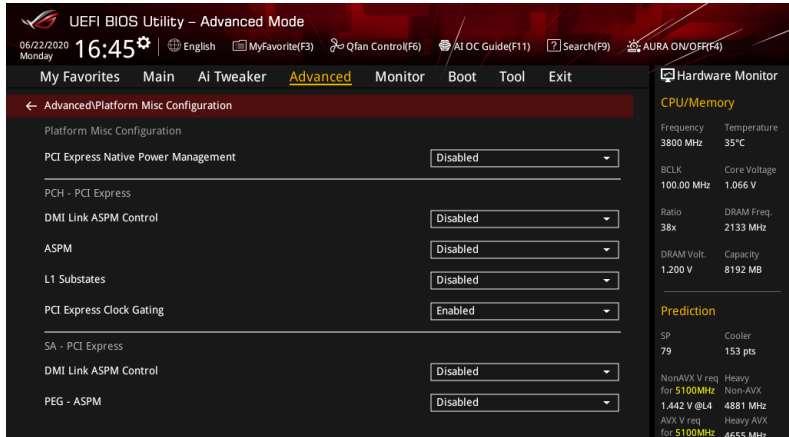 UEFI BIOS Utility – Advanced Mode
06/22/2020 Monday 16:45 English MyFavorite(F3) Qfan Control(F6) AI OC Guide(F11) ? Search(F9) AURA ON/OFF(F4)
My Favorites Main Ai Tweaker Advanced Monitor Boot Tool Exit
Hardware Monitor
← Advanced\Platform Misc Configuration
Platform Misc Configuration
PCI Express Native Power Management Disabled
PCH - PCI Express
DMI Link ASPM Control Disabled
ASPM Disabled
L1 Substates Disabled
PCI Express Clock Gating Enabled
SA - PCI Express
DMI Link ASPM Control Disabled
PEG - ASPM Disabled
CPU/Memory
Frequency Temperature
3800 MHz 35°C
BCLK Core Voltage
100.00 MHz 1.066 V
Ratio DRAM Freq.
38x 2133 MHz
DRAM Volt. Capacity
1.200 V 8192 MB
Prediction
SP Cooler
79 153 pts
NonAVX V req Heavy
for 5100MHz Non-AVX
1.442 V @L4 4881 MHz
AVX V req Heavy AVX
for 5100MHz 4655 MHz